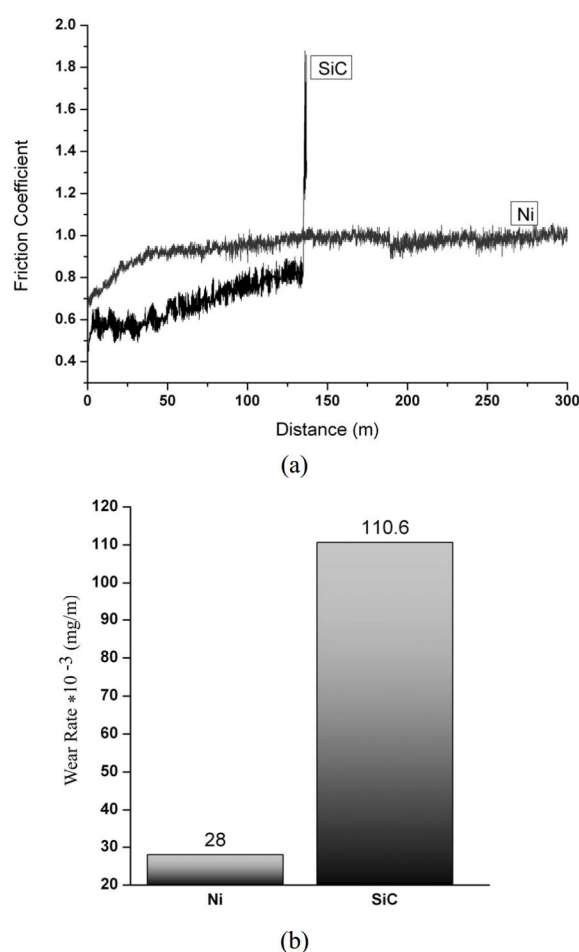 2.0
1.8
1.6
1.4
1.2
1.0
0.8
0.6
0.4
Friction Coefficient
SiC
Ni
0 50 100 150 200 250 300
Distance (m)
(a)
120
110
100
90
80
70
60
50
40
30
20
Wear Rate *10 -3 (mg/m)
110.6
28
Ni SiC
(b)